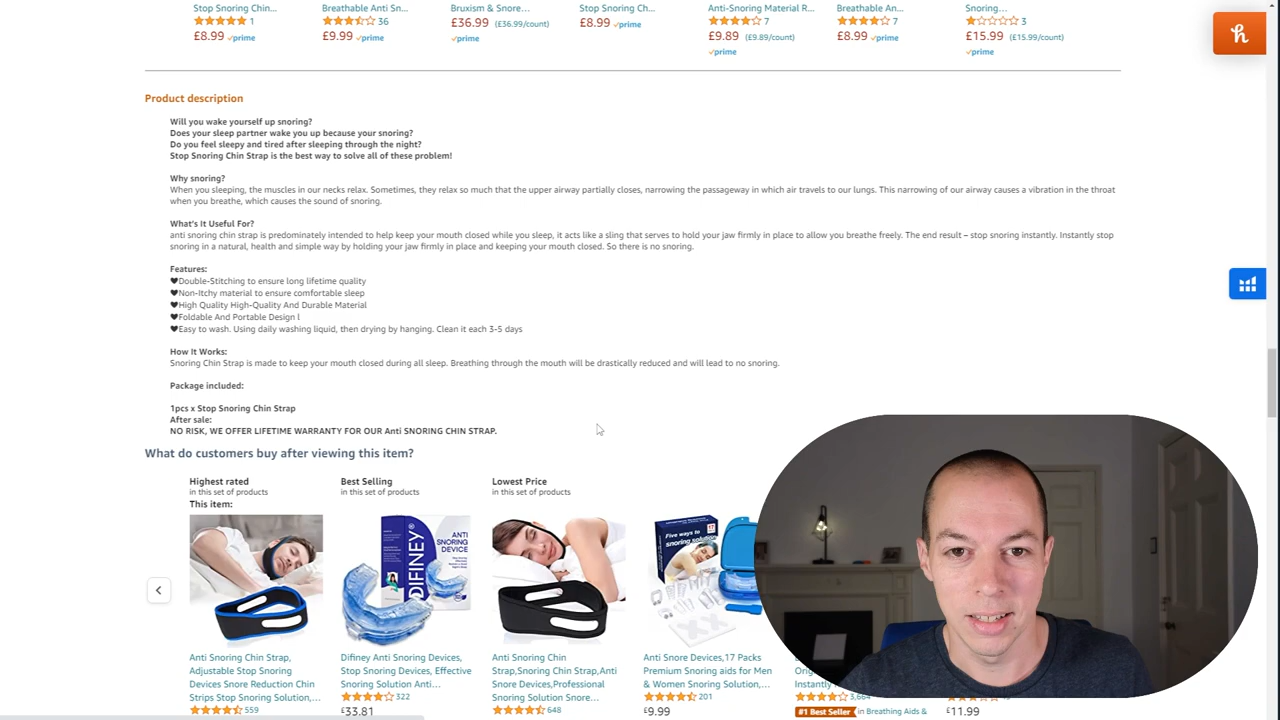 Stop Snoring Chin... Breathable Anti Sn... Bruxism & Snore... Stop Snoring Ch... Anti-Snoring Material R... Breathable An... Snoring...
1 36 £36.99 (£36.99/count) £8.99 prime 7 7 3
£8.99 prime £9.99 prime prime £9.89 (£9.89/count) £8.99 prime £15.99 (£15.99/count)
prime prime
Product description
Will you wake yourself up snoring?
Does your sleep partner wake you up because your snoring?
Do you feel sleepy and tired after sleeping through the night?
Stop Snoring Chin Strap is the best way to solve all of these problem!
Why snoring?
When you sleeping, the muscles in our necks relax. Sometimes, they relax so much that the upper airway partially closes, narrowing the passageway in which air travels to our lungs. This narrowing of our airway causes a vibration in the throat
when you breathe, which causes the sound of snoring.
What's It Useful For?
anti snoring chin strap is predominately intended to help keep your mouth closed while you sleep, it acts like a sling that serves to hold your jaw firmly in place to allow you breathe freely. The end result – stop snoring instantly. Instantly stop
snoring in a natural, health and simple way by holding your jaw firmly in place and keeping your mouth closed. So there is no snoring.
Features:
♥Double-Stitching to ensure long lifetime quality
♥Non-Itchy material to ensure comfortable sleep
♥High Quality High-Quality And Durable Material
♥Foldable And Portable Design l
♥Easy to wash. Using daily washing liquid, then drying by hanging. Clean it each 3-5 days
How It Works:
Snoring Chin Strap is made to keep your mouth closed during all sleep. Breathing through the mouth will be drastically reduced and will lead to no snoring.
Package included:
1pcs x Stop Snoring Chin Strap
After sale:
NO RISK, WE OFFER LIFETIME WARRANTY FOR OUR Anti SNORING CHIN STRAP.
What do customers buy after viewing this item?
Highest rated Best Selling Lowest Price
in this set of products in this set of products in this set of products
This item:
ANTI
SNORING
DEVICE
DIFINEY
Five ways to
snoring solution
Anti Snoring Chin Strap, Difiney Anti Snoring Devices, Anti Snoring Chin Anti Snore Devices,17 Packs
Adjustable Stop Snoring Stop Snoring Devices, Effective Strap,Snoring Chin Strap,Anti Premium Snoring aids for Men
Devices Snore Reduction Chin Snoring Solution Anti... Snore Devices,Professional & Women Snoring Solution,...
Strips Stop Snoring Solution,... 322 Snoring Solution Snore... 201
559 £33.81 648 £9.99 #1 Best Seller in Breathing Aids & £11.99